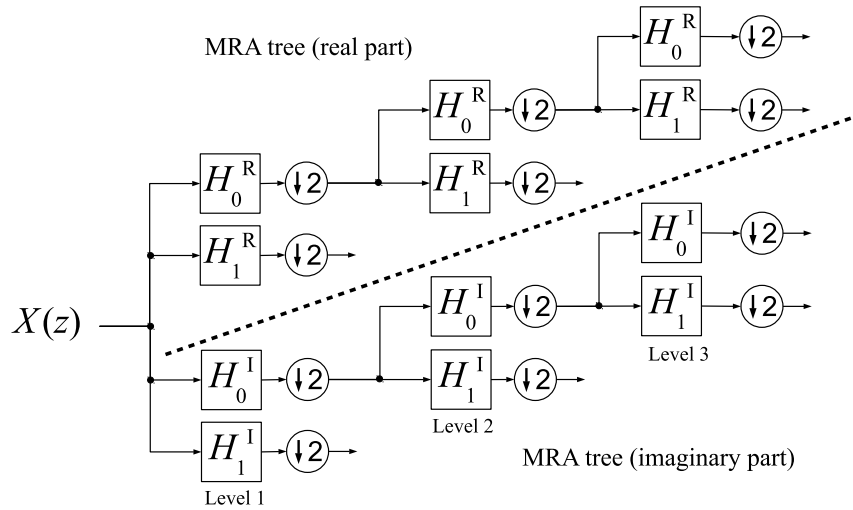 MRA tree (real part)
H₀ᴿ ↓2
H₁ᴿ ↓2
H₀ᴿ ↓2
H₁ᴿ ↓2
H₀ᴿ ↓2
H₁ᴿ ↓2
X(z)
H₀ᴵ ↓2
H₁ᴵ ↓2
Level 3
H₀ᴵ ↓2
H₁ᴵ ↓2
Level 2
H₀ᴵ ↓2
H₁ᴵ ↓2
Level 1
MRA tree (imaginary part)